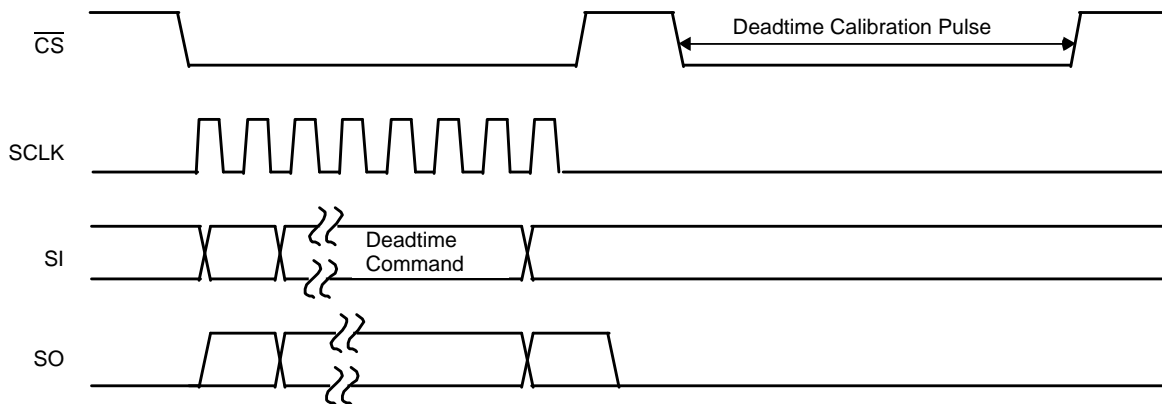 Deadtime Calibration Pulse
CS
SCLK
SI
Deadtime
Command
SO